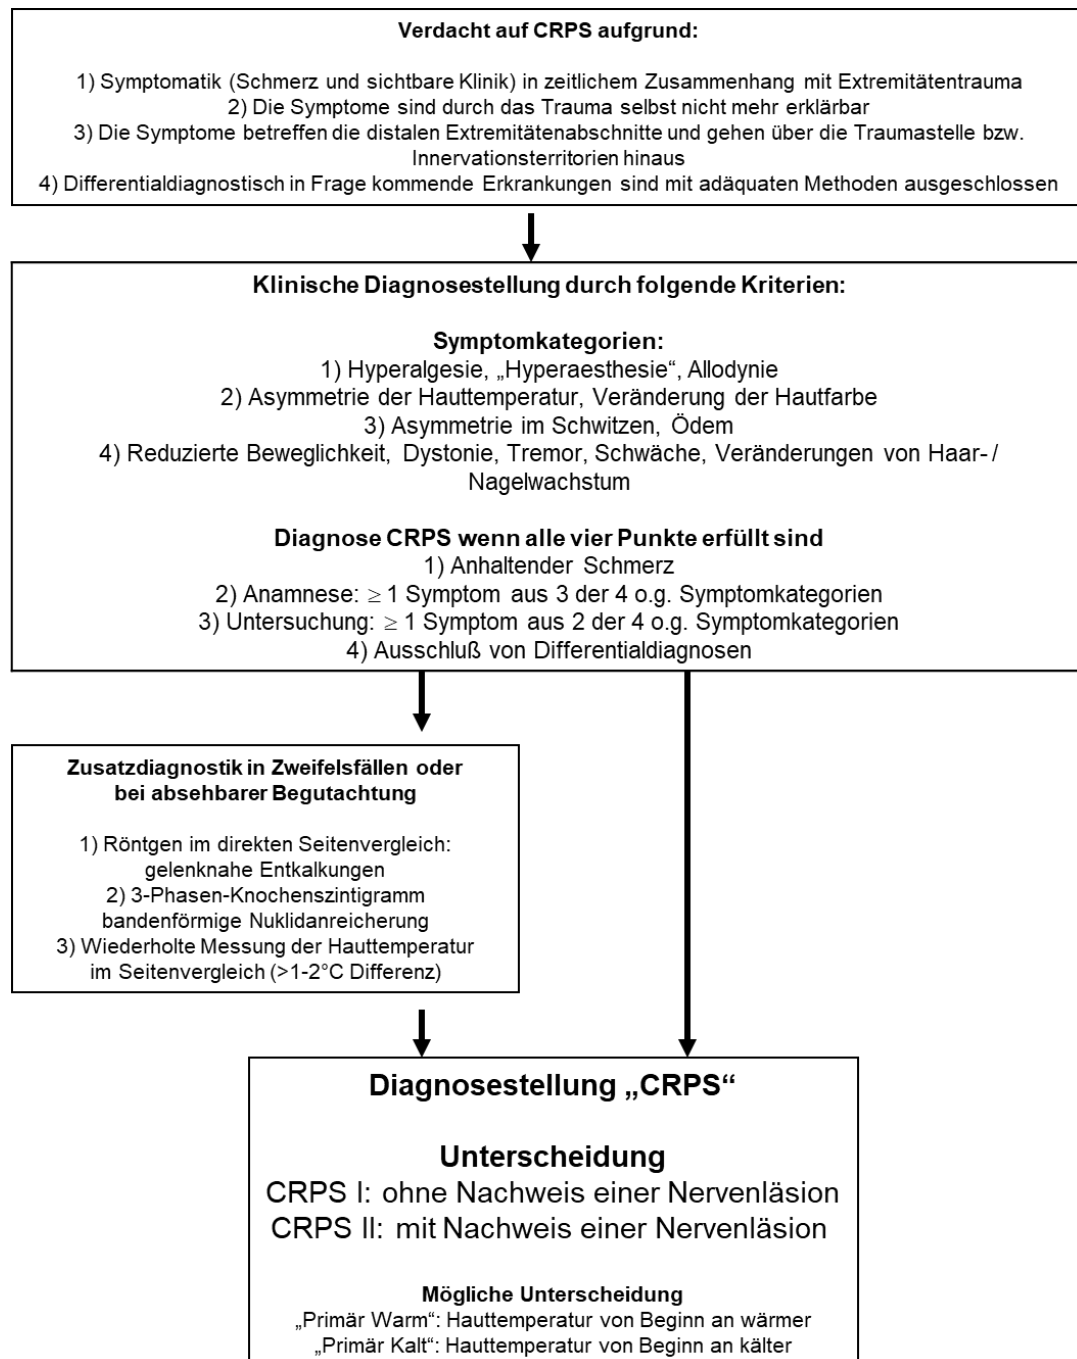 Verdacht auf CRPS aufgrund:
1) Symptomatik (Schmerz und sichtbare Klinik) in zeitlichem Zusammenhang mit Extremitätentrauma
2) Die Symptome sind durch das Trauma selbst nicht mehr erklärbar
3) Die Symptome betreffen die distalen Extremitätenabschnitte und gehen über die Traumastelle bzw.
Innervationsterritorien hinaus
4) Differentialdiagnostisch in Frage kommende Erkrankungen sind mit adäquaten Methoden ausgeschlossen
Klinische Diagnosestellung durch folgende Kriterien:
Symptomkategorien:
1) Hyperalgesie, „Hyperaesthesie“, Allodynie
2) Asymmetrie der Hauttemperatur, Veränderung der Hautfarbe
3) Asymmetrie im Schwitzen, Ödem
4) Reduzierte Beweglichkeit, Dystonie, Tremor, Schwäche, Veränderungen von Haar- /
Nagelwachstum
Diagnose CRPS wenn alle vier Punkte erfüllt sind
1) Anhaltender Schmerz
2) Anamnese: ≥ 1 Symptom aus 3 der 4 o.g. Symptomkategorien
3) Untersuchung: ≥ 1 Symptom aus 2 der 4 o.g. Symptomkategorien
4) Ausschluß von Differentialdiagnosen
Zusatzdiagnostik in Zweifelsfällen oder
bei absehbarer Begutachtung
1) Röntgen im direkten Seitenvergleich:
gelenknahe Entkalkungen
2) 3-Phasen-Knochenszintigramm
bandenförmige Nuklidanreicherung
3) Wiederholte Messung der Hauttemperatur
im Seitenvergleich (>1-2°C Differenz)
Diagnosestellung „CRPS“
Unterscheidung
CRPS I: ohne Nachweis einer Nervenläsion
CRPS II: mit Nachweis einer Nervenläsion
Mögliche Unterscheidung
„Primär Warm“: Hauttemperatur von Beginn an wärmer
„Primär Kalt“: Hauttemperatur von Beginn an kälter